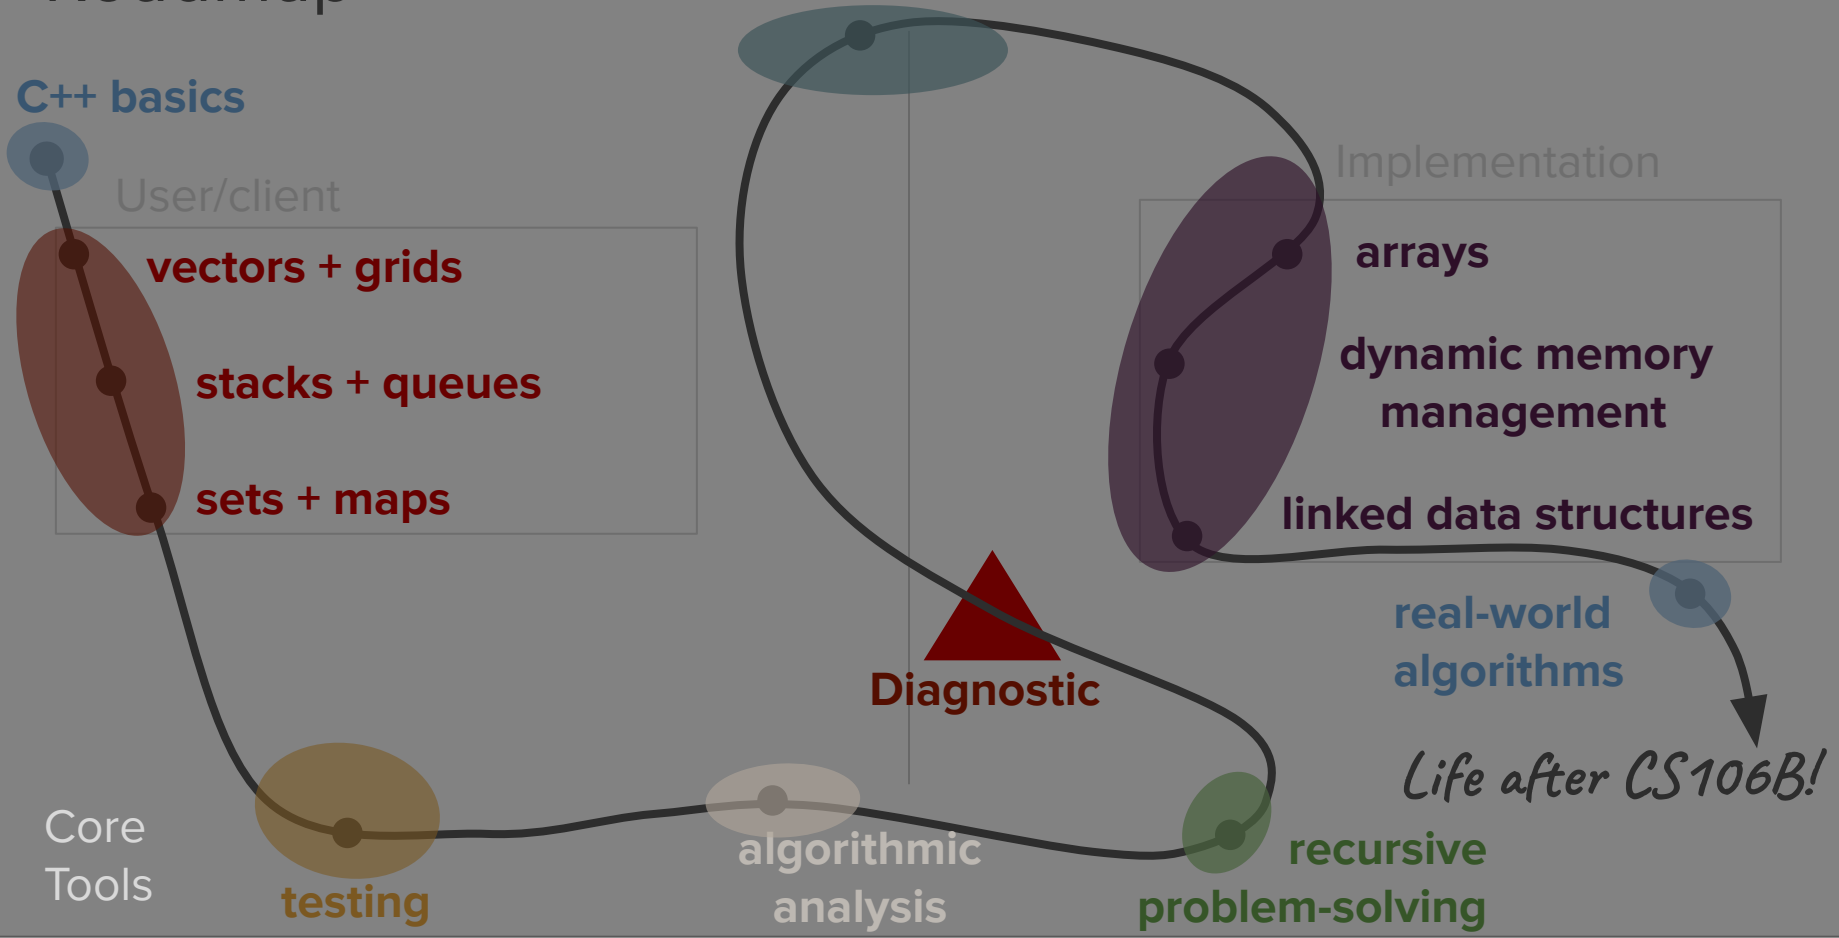 Roadmap
C++ basics
User/client
vectors + grids
stacks + queues
sets + maps
Implementation
arrays
dynamic memory
management
linked data structures
real-world
algorithms
Diagnostic
Life after CS106B!
Core
Tools
testing
algorithmic
analysis
recursive
problem-solving